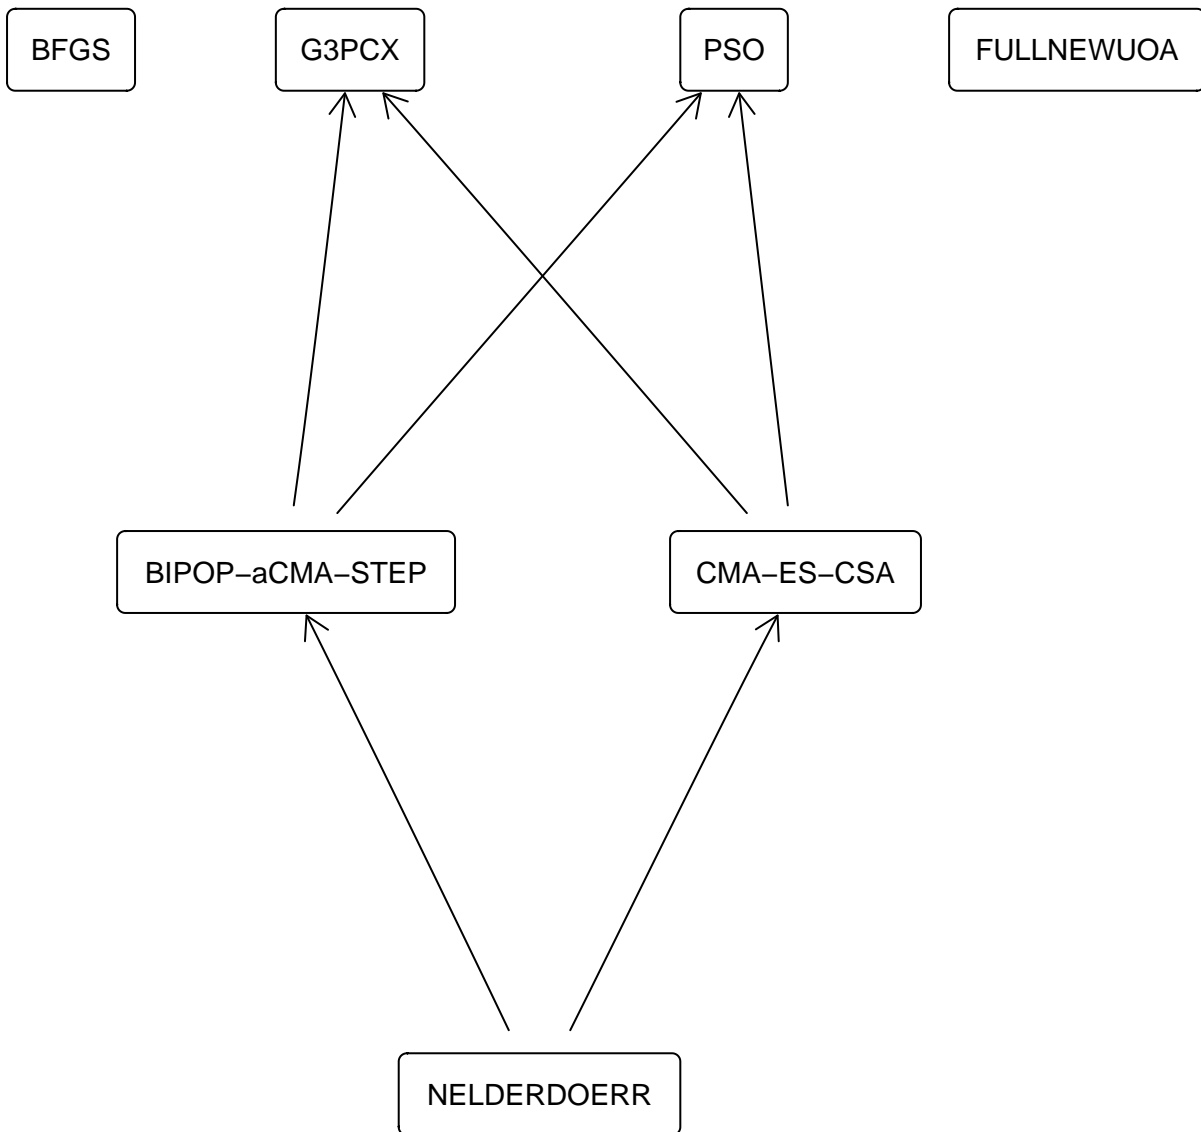 BFGS
G3PCX
PSO
FULLNEWUOA
BIPOP−aCMA−STEP
CMA−ES−CSA
NELDERDOERR